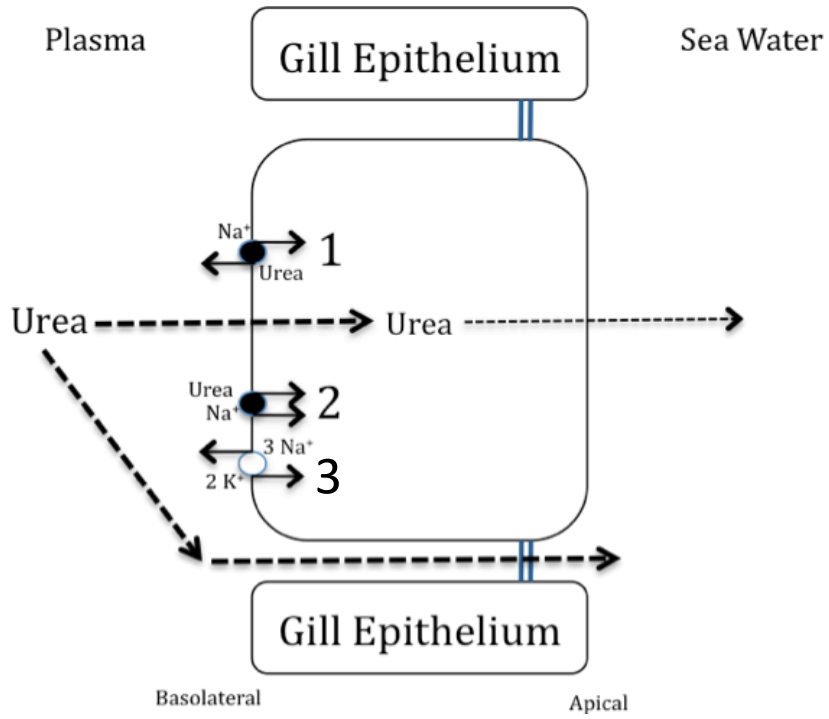 Plasma
Gill Epithelium
Sea Water
Na⁺
1
Urea
Urea
Urea
Urea
2
Na⁺
3 Na⁺
2 K⁺
3
Gill Epithelium
Basolateral
Apical